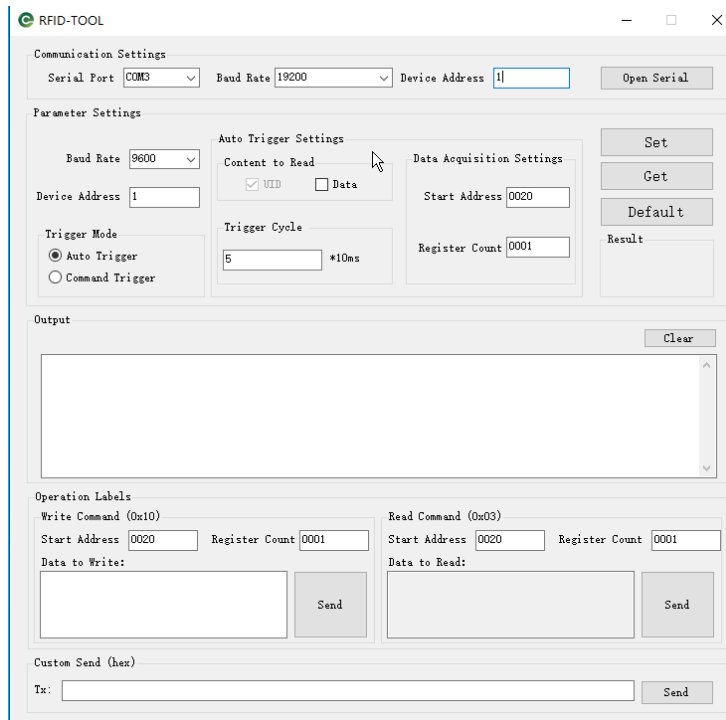 RFID-TOOL
Communication Settings
Serial Port COM3 Baud Rate 19200 Device Address 1 Open Serial
Parameter Settings
Baud Rate 9600
Device Address 1
Trigger Mode
Auto Trigger
Command Trigger
Auto Trigger Settings
Content to Read
UID Data
Trigger Cycle
5 *10ms
Data Acquisition Settings
Start Address 0020
Register Count 0001
Set
Get
Default
Result
Output
Clear
Operation Labels
Write Command (0x10)
Start Address 0020 Register Count 0001
Data to Write:
Send
Read Command (0x03)
Start Address 0020 Register Count 0001
Data to Read:
Send
Custom Send (hex)
Tx: Send